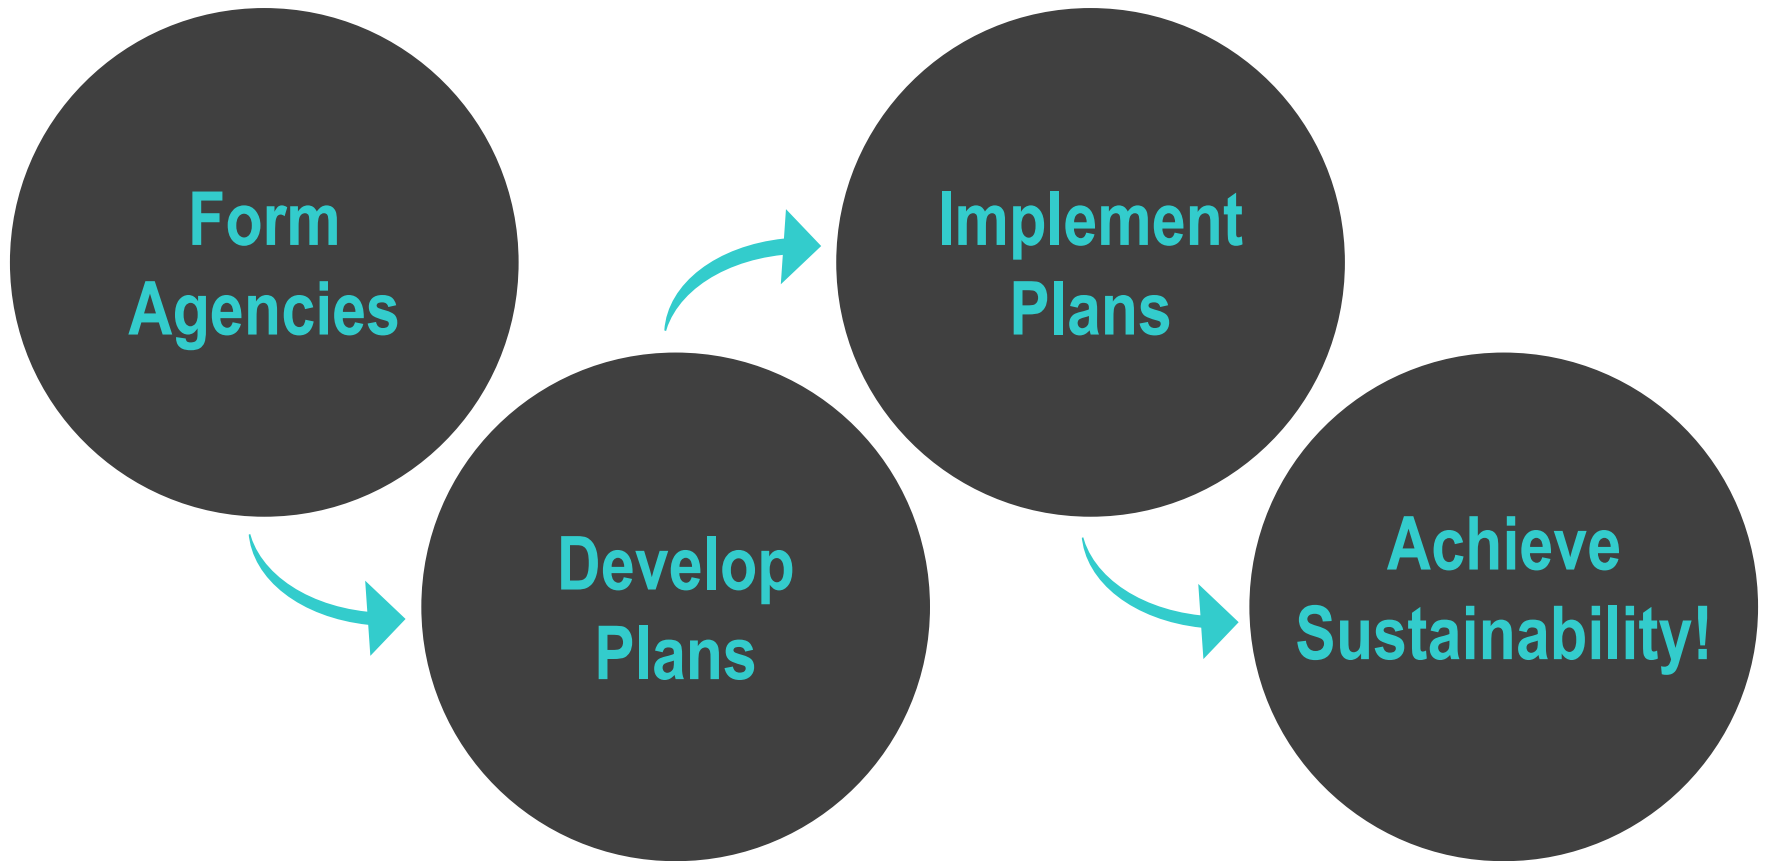 Form
Agencies
Develop
Plans
Implement
Plans
Achieve
Sustainability!